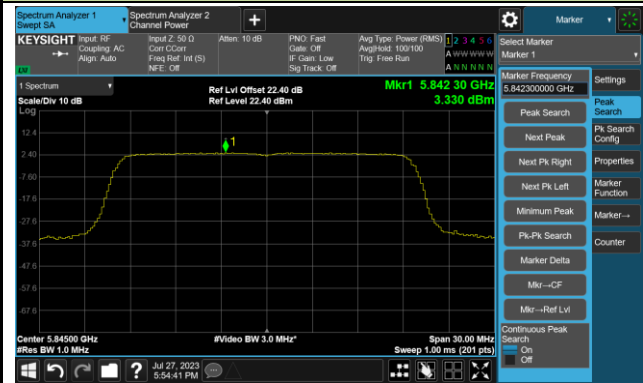 Spectrum Analyzer 1
Swept SA
Spectrum Analyzer 2
Channel Power
Marker
KEYSIGHT
Input: RF
Coupling: AC
Align: Auto
Input Z: 50 Ω
Corr CCorr
Freq Ref: Int (S)
NFE: Off
Atten: 10 dB
PNO: Fast
Gate: Off
IF Gain: Low
Sig Track: Off
Avg Type: Power (RMS)
Avg|Hold: 100/100
Trig: Free Run
1 2 3 4 5 6
A W W W W W
A N N N N N
Select Marker
Marker 1
1 Spectrum
Scale/Div 10 dB
Log
Ref Lvl Offset 22.40 dB
Ref Level 22.40 dBm
Mkr1 5.842 30 GHz
3.330 dBm
12.4
2.40
-7.60
-17.6
-27.6
-37.6
-47.6
-57.6
-67.6
1
Center 5.84500 GHz
#Res BW 1.0 MHz
#Video BW 3.0 MHz*
Span 30.00 MHz
Sweep 1.00 ms (201 pts)
Marker Frequency
5.842300000 GHz
Peak Search
Next Peak
Next Pk Right
Next Pk Left
Minimum Peak
Pk-Pk Search
Marker Delta
Mkr→CF
Mkr→Ref Lvl
Continuous Peak
Search
On
Off
Settings
Peak
Search
Pk Search
Config
Properties
Marker
Function
Marker→
Counter
Jul 27, 2023
5:54:41 PM